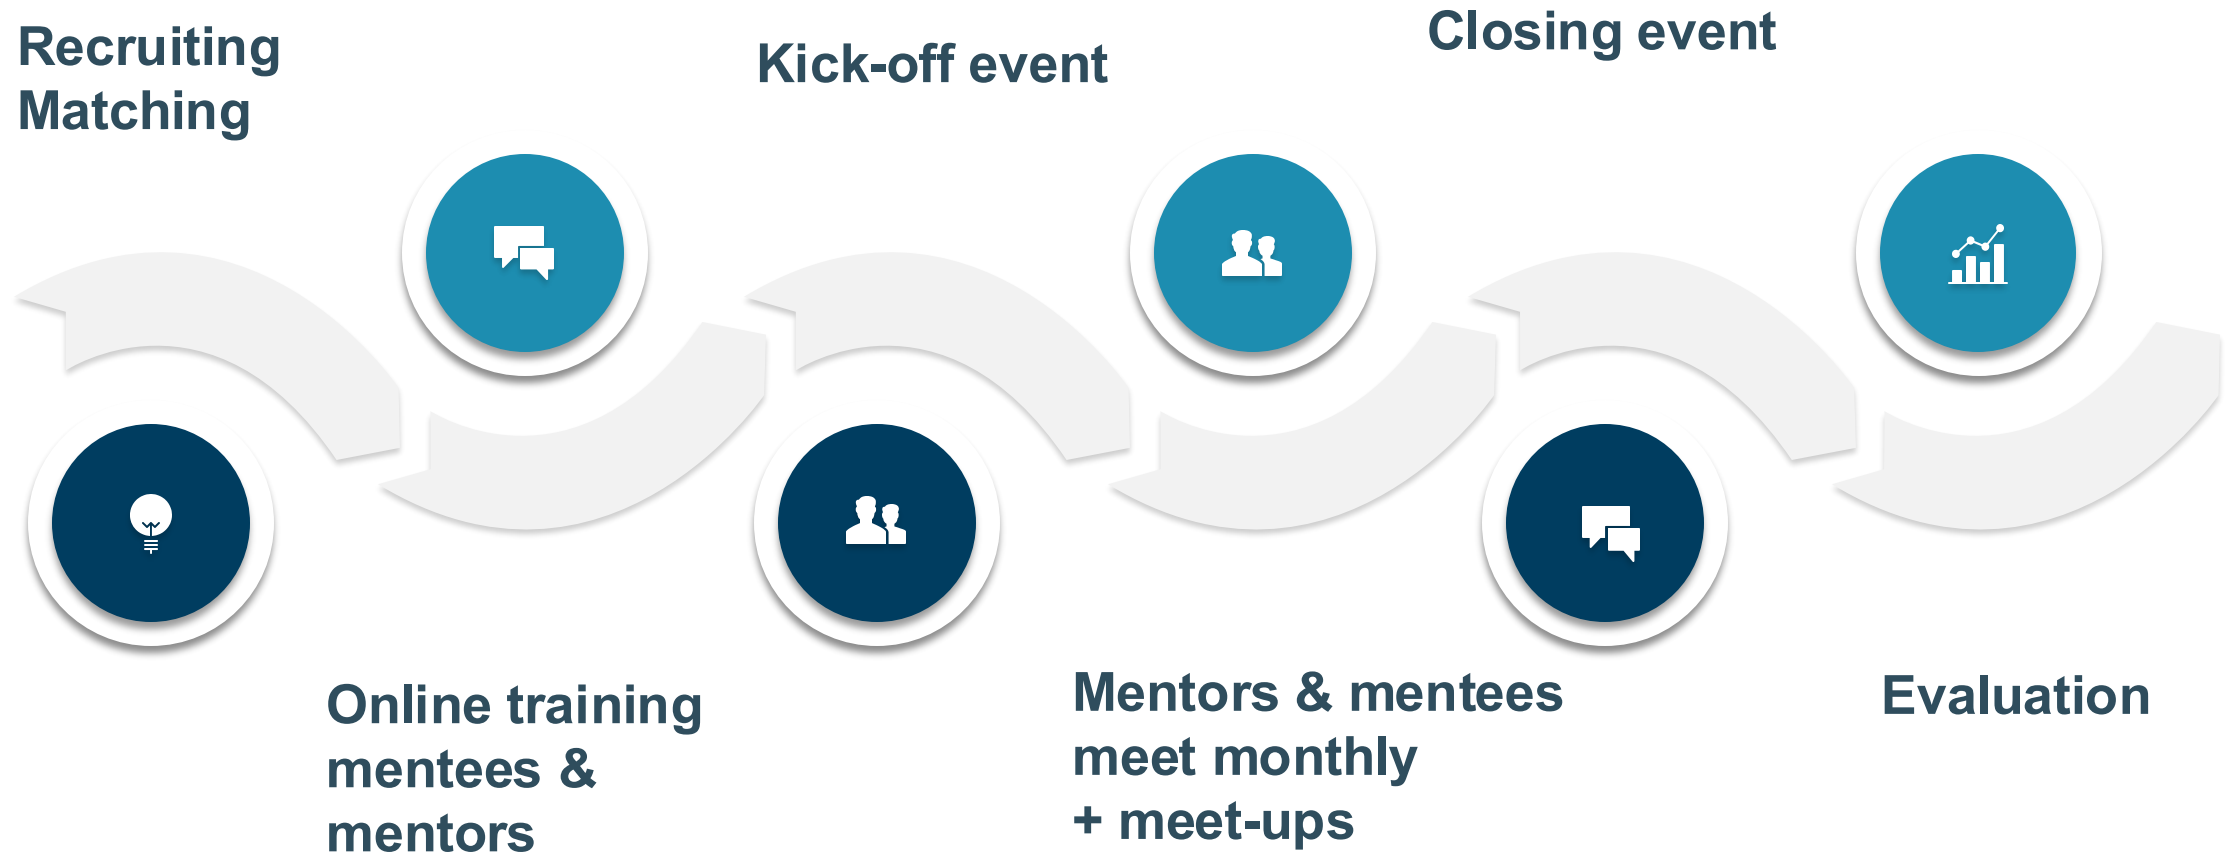 Recruiting
Matching
Online training
mentees &
mentors
Kick-off event
Mentors & mentees
meet monthly
+ meet-ups
Closing event
Evaluation